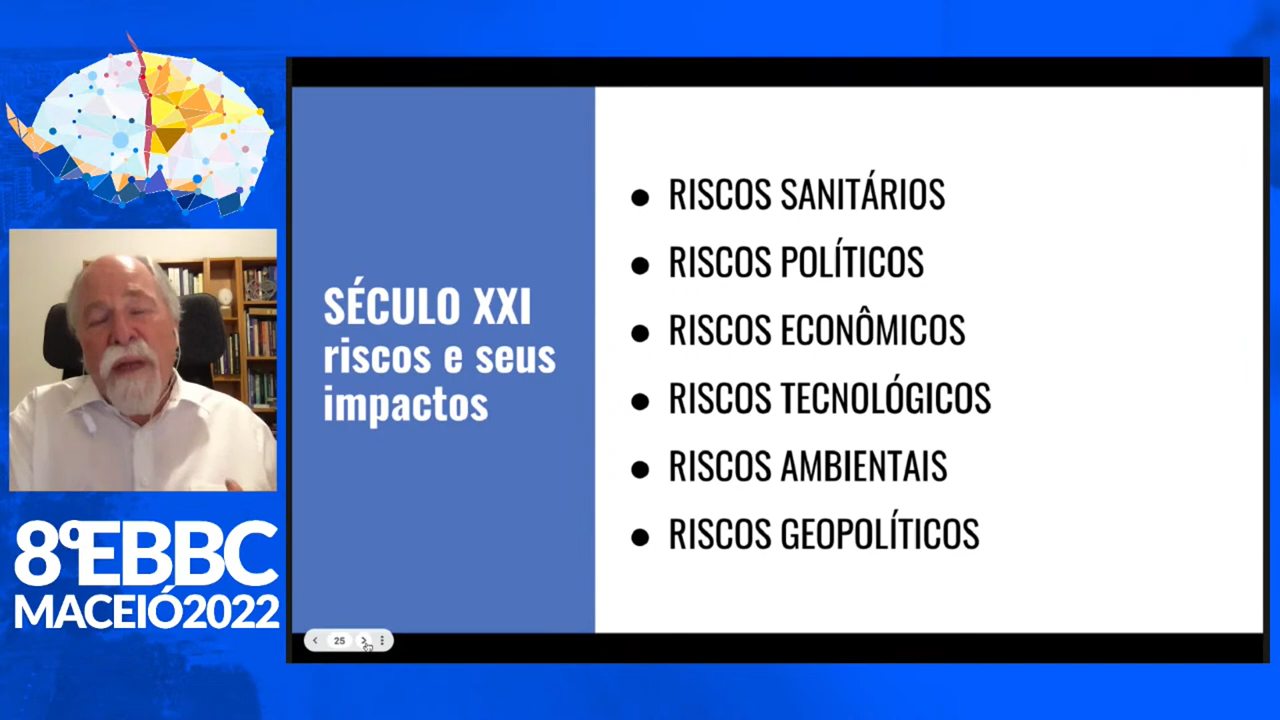 8ºEBBC
MACEIÓ2022
SÉCULO XXI
riscos e seus
impactos
● RISCOS SANITÁRIOS
● RISCOS POLÍTICOS
● RISCOS ECONÔMICOS
● RISCOS TECNOLÓGICOS
● RISCOS AMBIENTAIS
● RISCOS GEOPOLÍTICOS
25